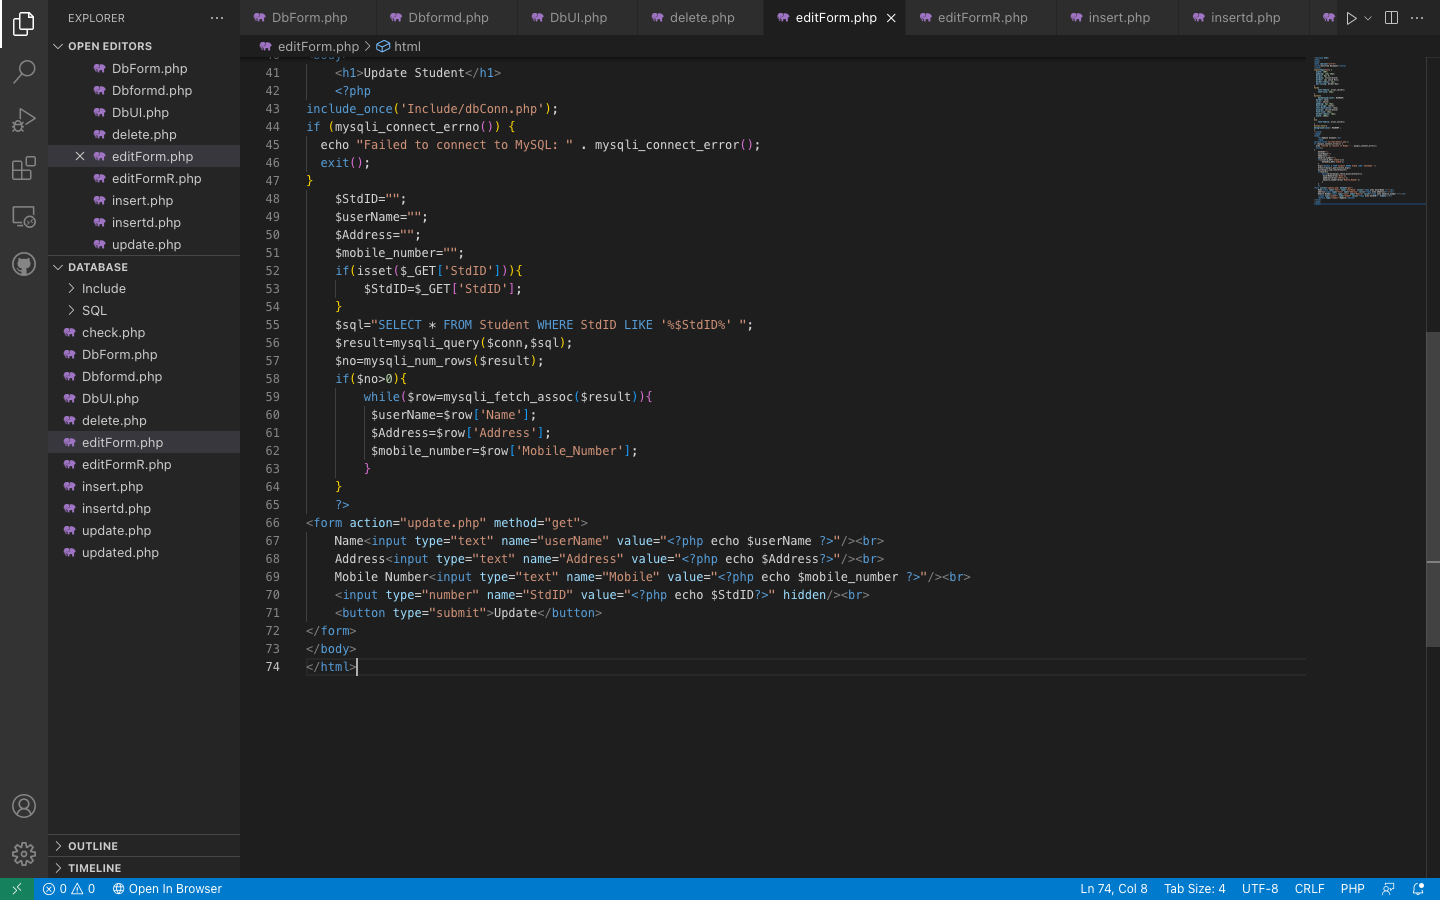 EXPLORER
OPEN EDITORS
DbForm.php
Dbformd.php
DbUI.php
delete.php
editForm.php
editFormR.php
insert.php
insertd.php
update.php
DATABASE
Include
SQL
check.php
DbForm.php
Dbformd.php
DbUI.php
delete.php
editForm.php
editFormR.php
insert.php
insertd.php
update.php
updated.php
OUTLINE
TIMELINE
DbForm.php Dbformd.php DbUI.php delete.php editForm.php editFormR.php insert.php insertd.php
editForm.php > html
41 <h1>Update Student</h1>
42 <?php
43 include_once('Include/dbConn.php');
44 if (mysqli_connect_errno()) {
45 echo "Failed to connect to MySQL: " . mysqli_connect_error();
46 exit();
47 }
48 $StdID="";
49 $userName="";
50 $Address="";
51 $mobile_number="";
52 if(isset($_GET['StdID'])){
53 $StdID=$_GET['StdID'];
54 }
55 $sql="SELECT * FROM Student WHERE StdID LIKE '%$StdID%' ";
56 $result=mysqli_query($conn,$sql);
57 $no=mysqli_num_rows($result);
58 if($no>0){
59 while($row=mysqli_fetch_assoc($result)){
60 $userName=$row['Name'];
61 $Address=$row['Address'];
62 $mobile_number=$row['Mobile_Number'];
63 }
64 }
65 ?>
66 <form action="update.php" method="get">
67 Name<input type="text" name="userName" value="<?php echo $userName ?>"/><br>
68 Address<input type="text" name="Address" value="<?php echo $Address?>"/><br>
69 Mobile Number<input type="text" name="Mobile" value="<?php echo $mobile_number ?>"/><br>
70 <input type="number" name="StdID" value="<?php echo $StdID?>" hidden/><br>
71 <button type="submit">Update</button>
72 </form>
73 </body>
74 </html>
0 0 Open In Browser Ln 74, Col 8 Tab Size: 4 UTF-8 CRLF PHP